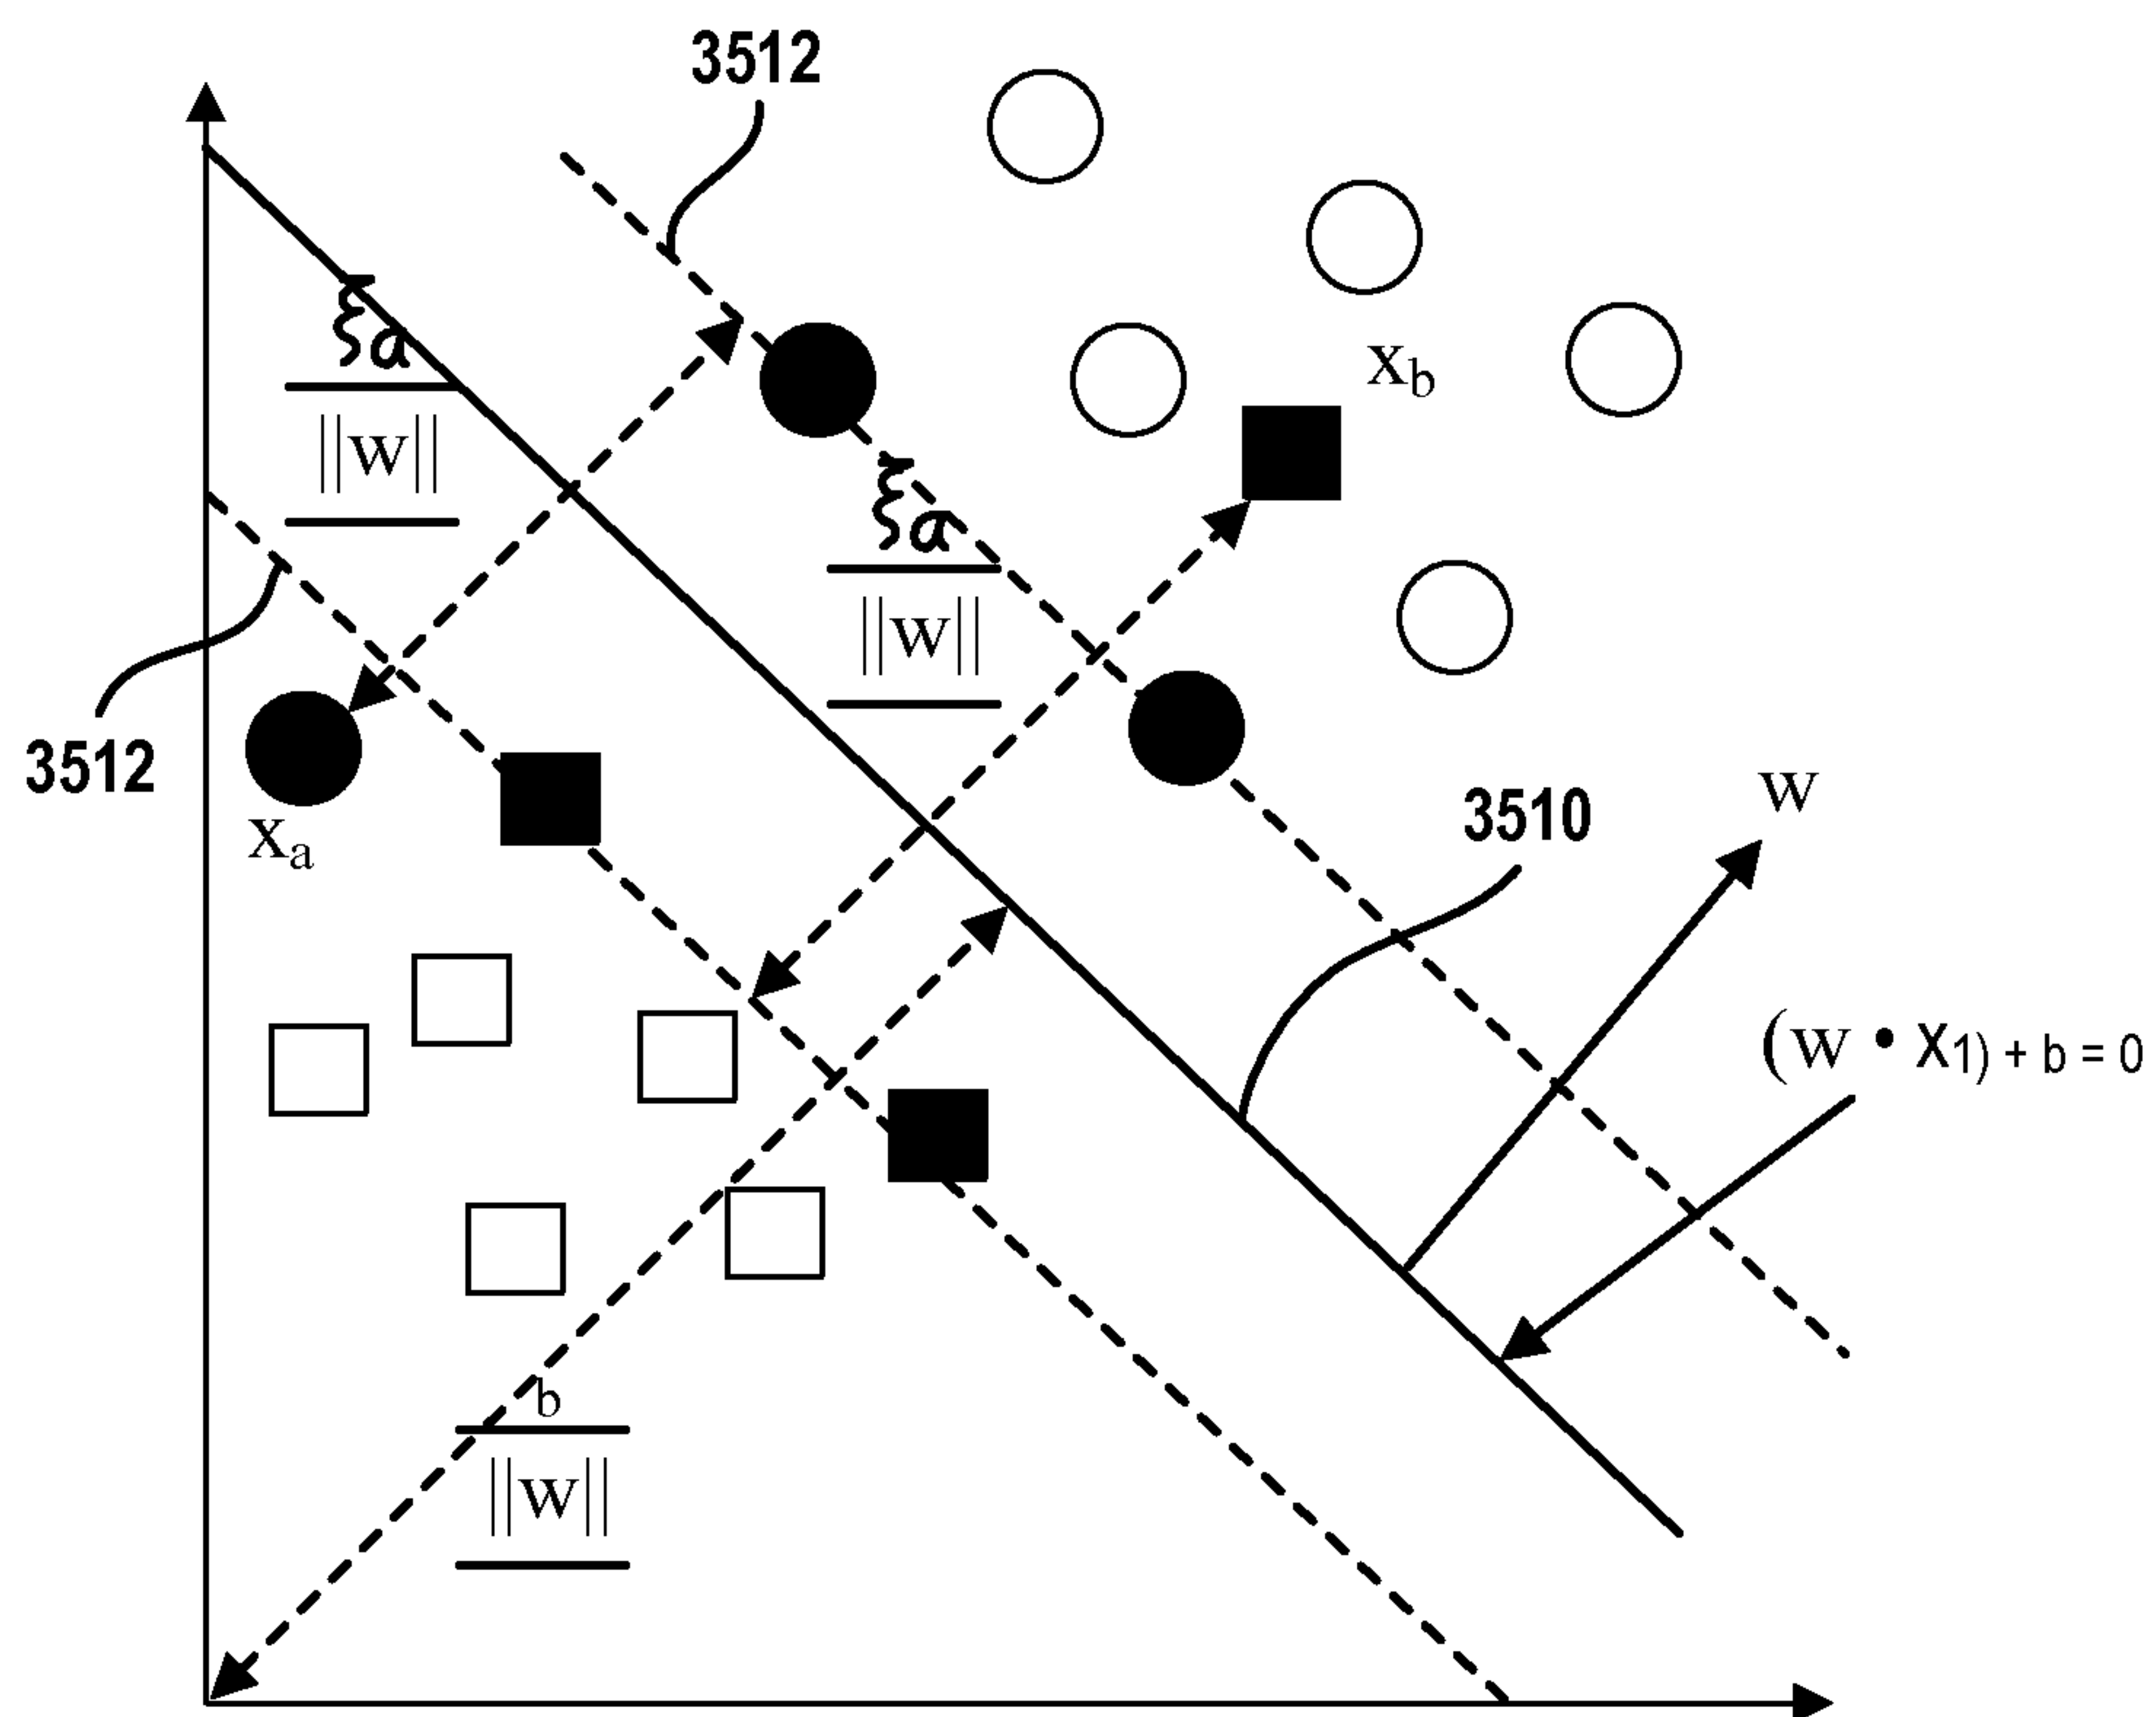 3512
ξa
||w||
xb
ξa
||w||
3512
xa
w
3510
(w • x1) + b = 0
b
||w||